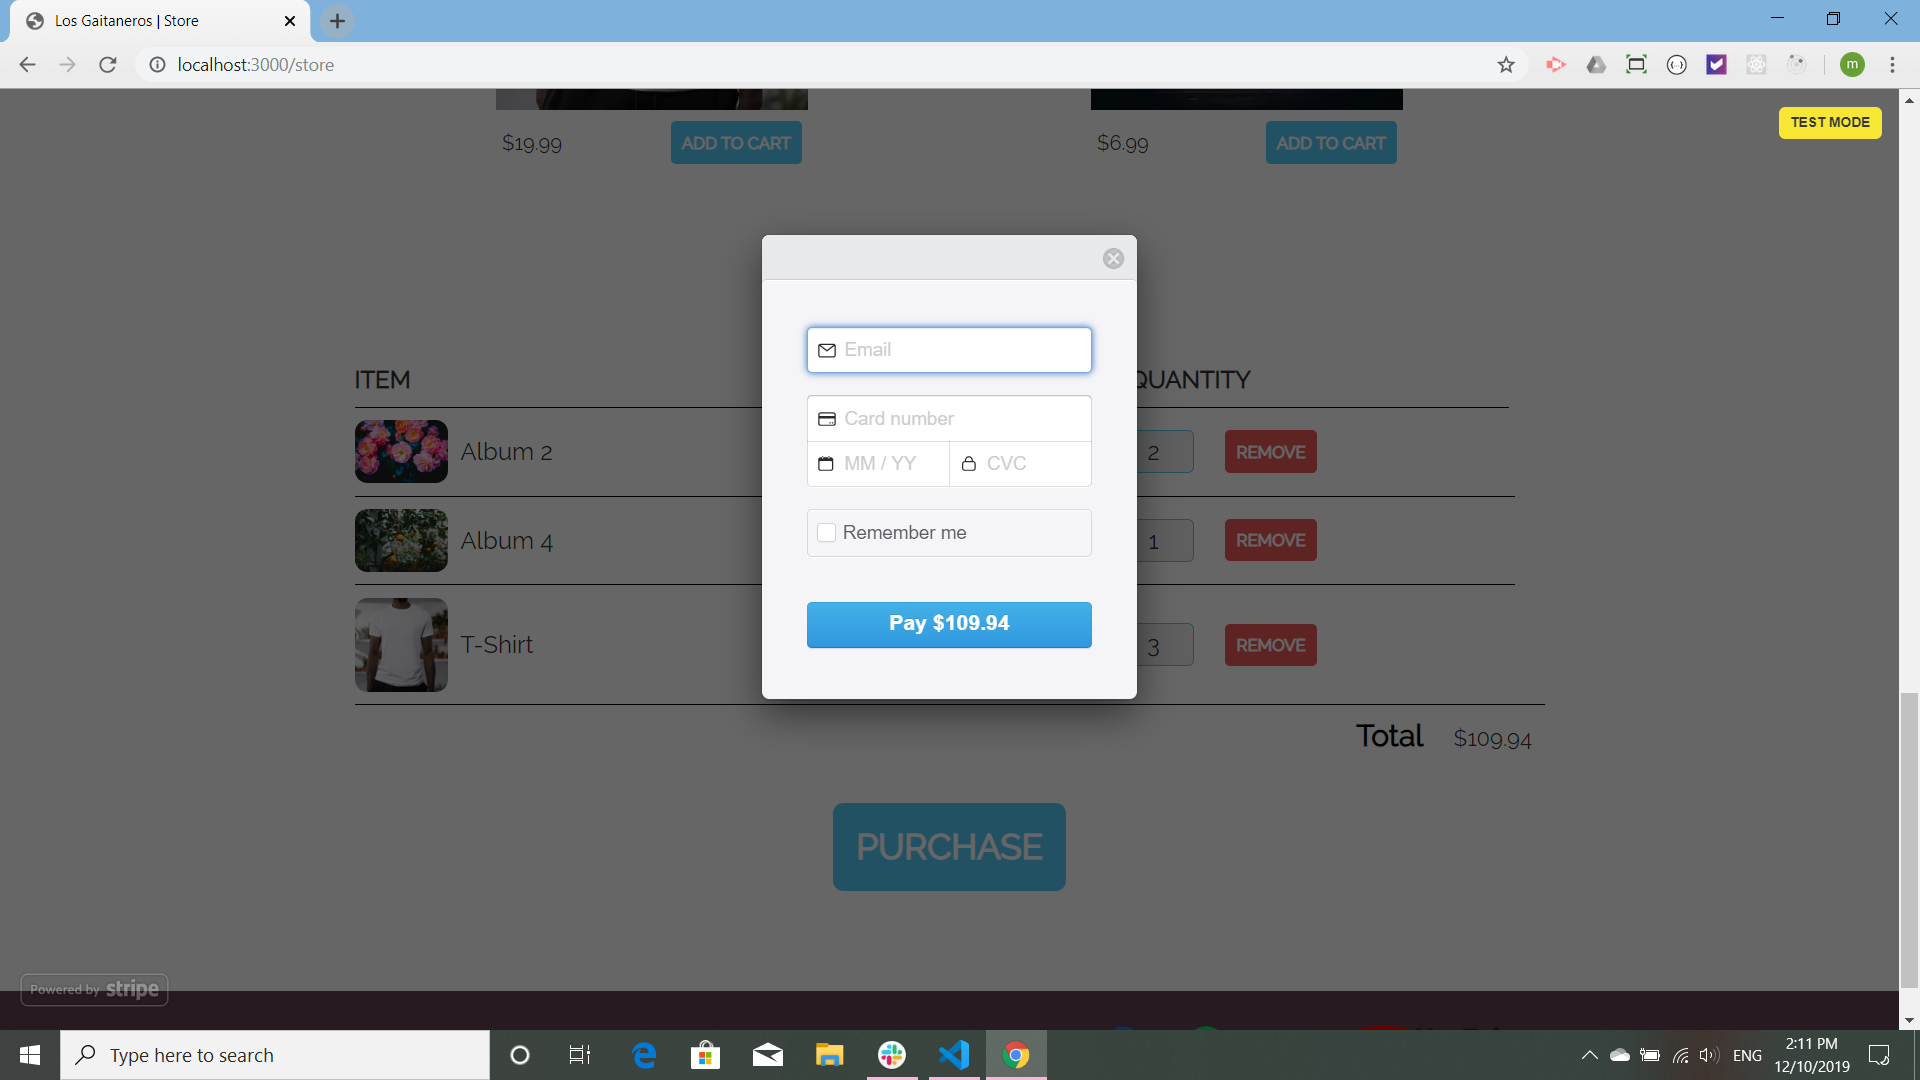 Los Gaitaneros | Store
localhost:3000/store
m
TEST MODE
$19.99 ADD TO CART $6.99 ADD TO CART
Email
ITEM QUANTITY
Card number
Album 2 2 REMOVE
MM / YY CVC
Album 4 1 REMOVE
Remember me
Pay $109.94
T-Shirt 3 REMOVE
Total $109.94
PURCHASE
Powered by stripe
Type here to search
ENG
2:11 PM
12/10/2019